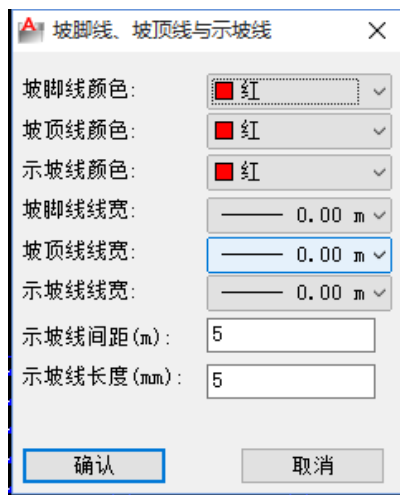 坡脚线、坡顶线与示坡线
坡脚线颜色: 红
坡顶线颜色: 红
示坡线颜色: 红
坡脚线线宽: 0.00 m
坡顶线线宽: 0.00 m
示坡线线宽: 0.00 m
示坡线间距(m): 5
示坡线长度(mm): 5
确认 取消